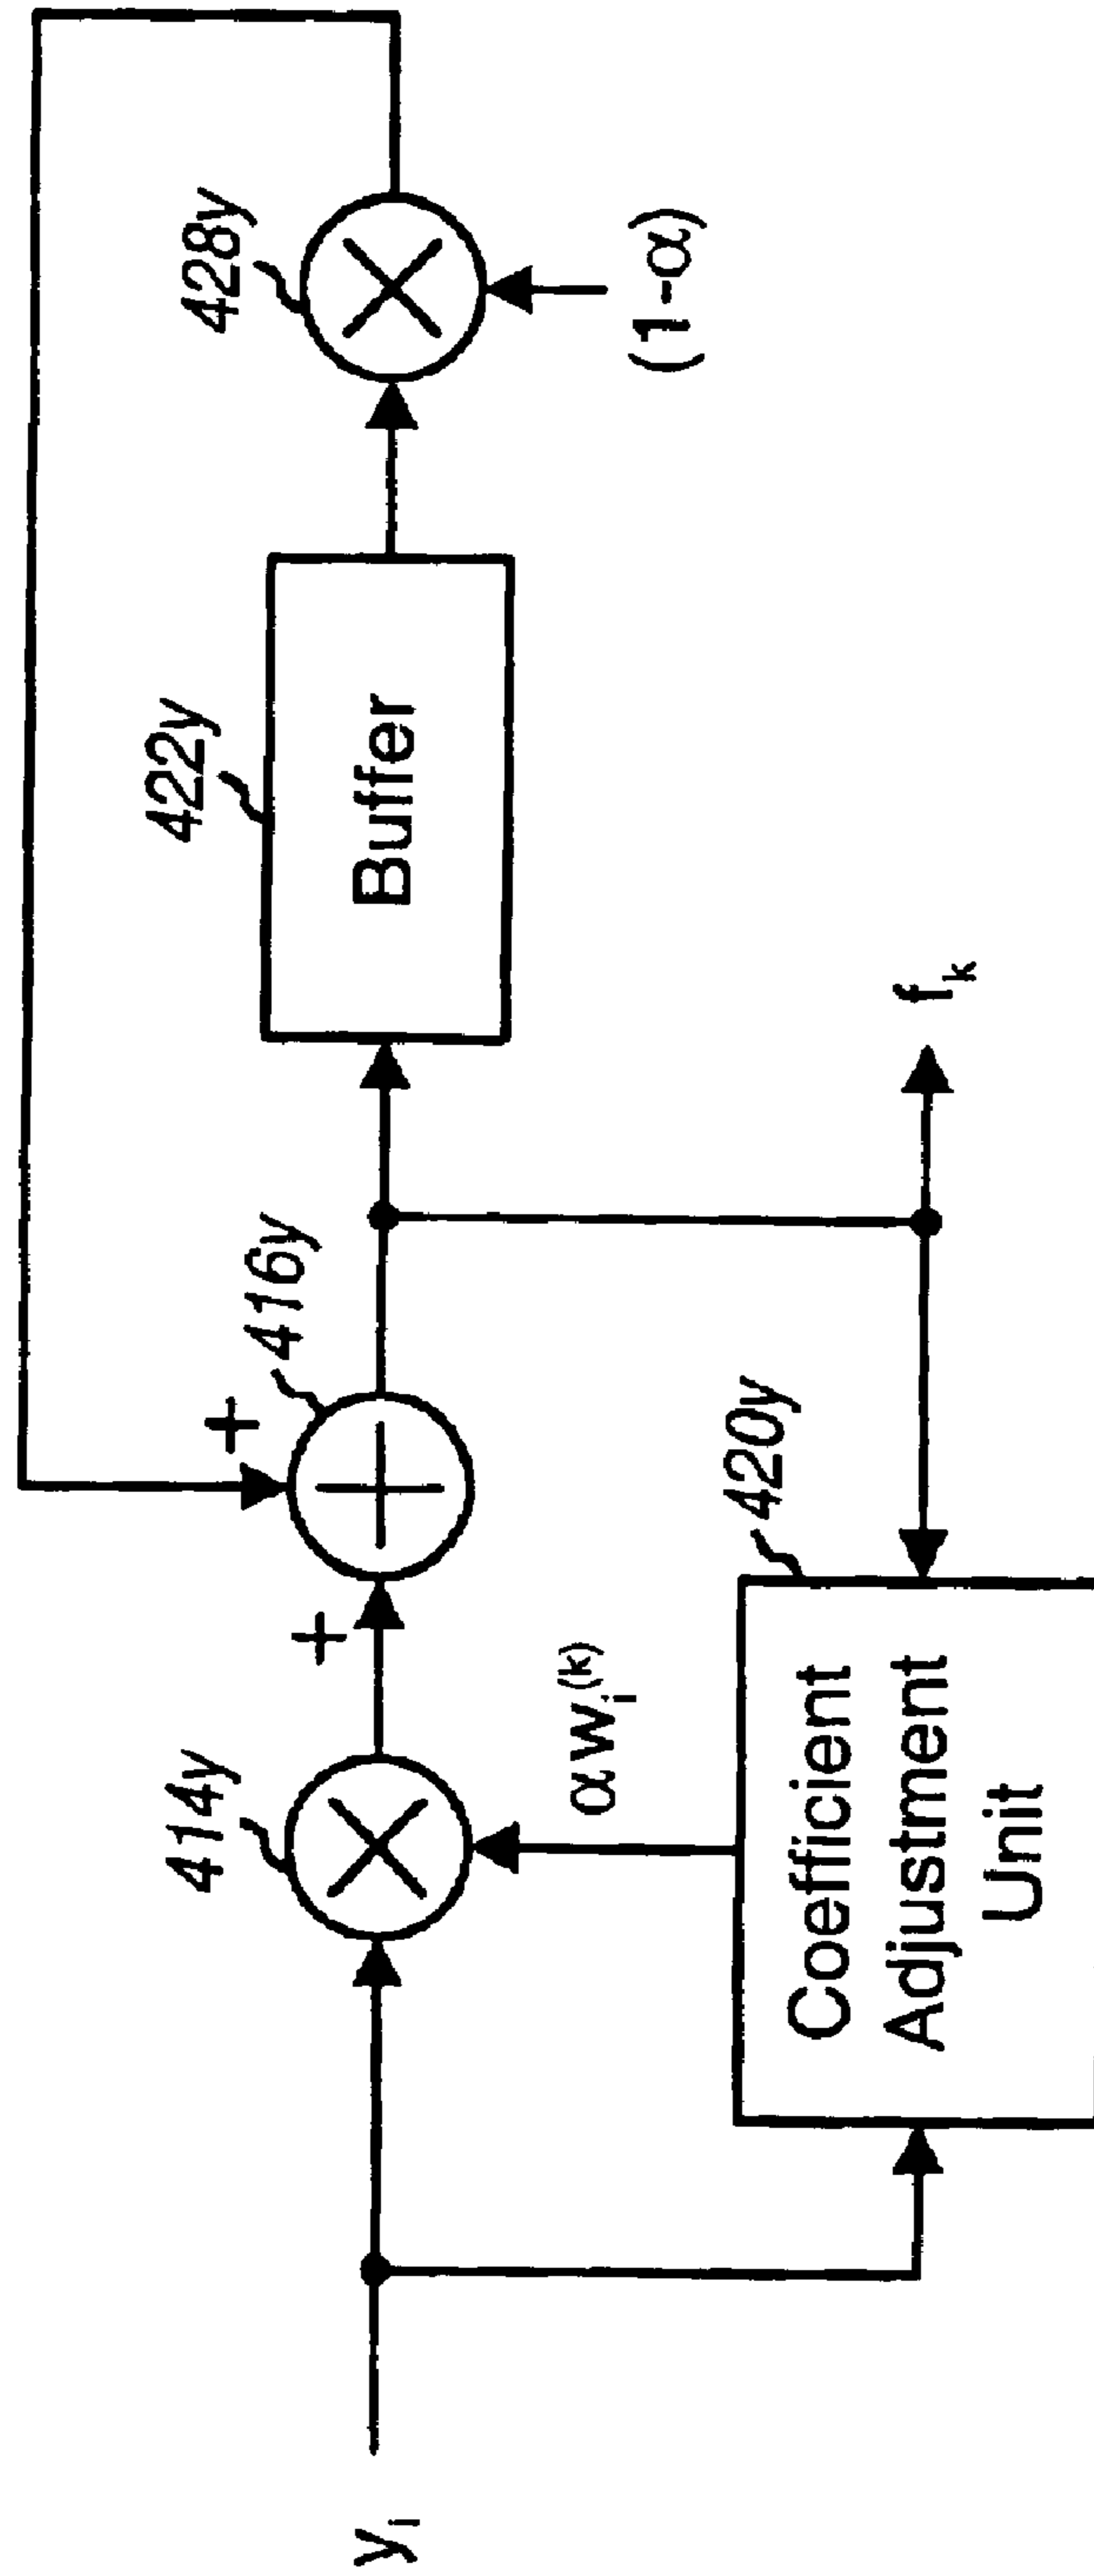 428y
(1-α)
422y
Buffer
416y
+
+
f_k
414y
αw_i^(k)
420y
Coefficient
Adjustment
Unit
y_i